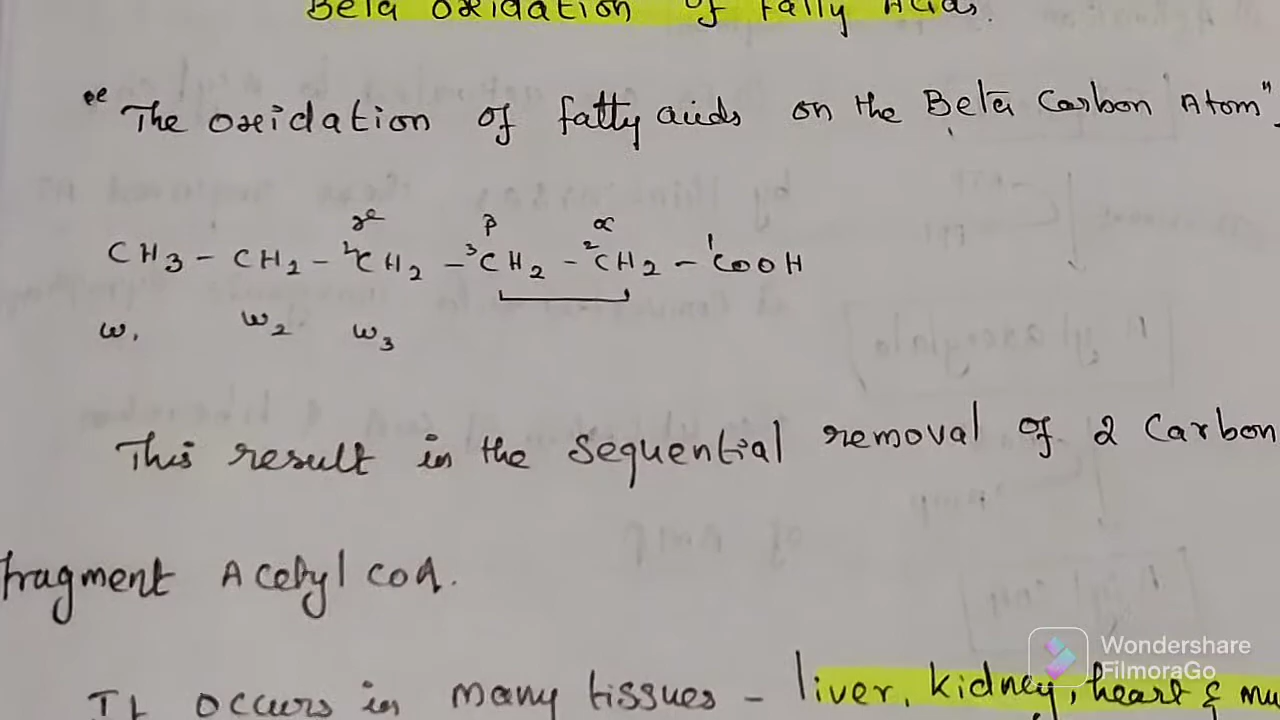 Beta oxidation of fatty Acids.
"The oxidation of fatty acids on the Beta Carbon Atom".
γ β α
CH3 - CH2 - ⁴CH2 - ³CH2 - ²CH2 - ¹COOH
ω1 ω2 ω3
This result in the sequential removal of 2 Carbon
fragment Acetyl coA.
It occurs in many tissues - liver, kidney, heart & mu
Wondershare
FilmoraGo